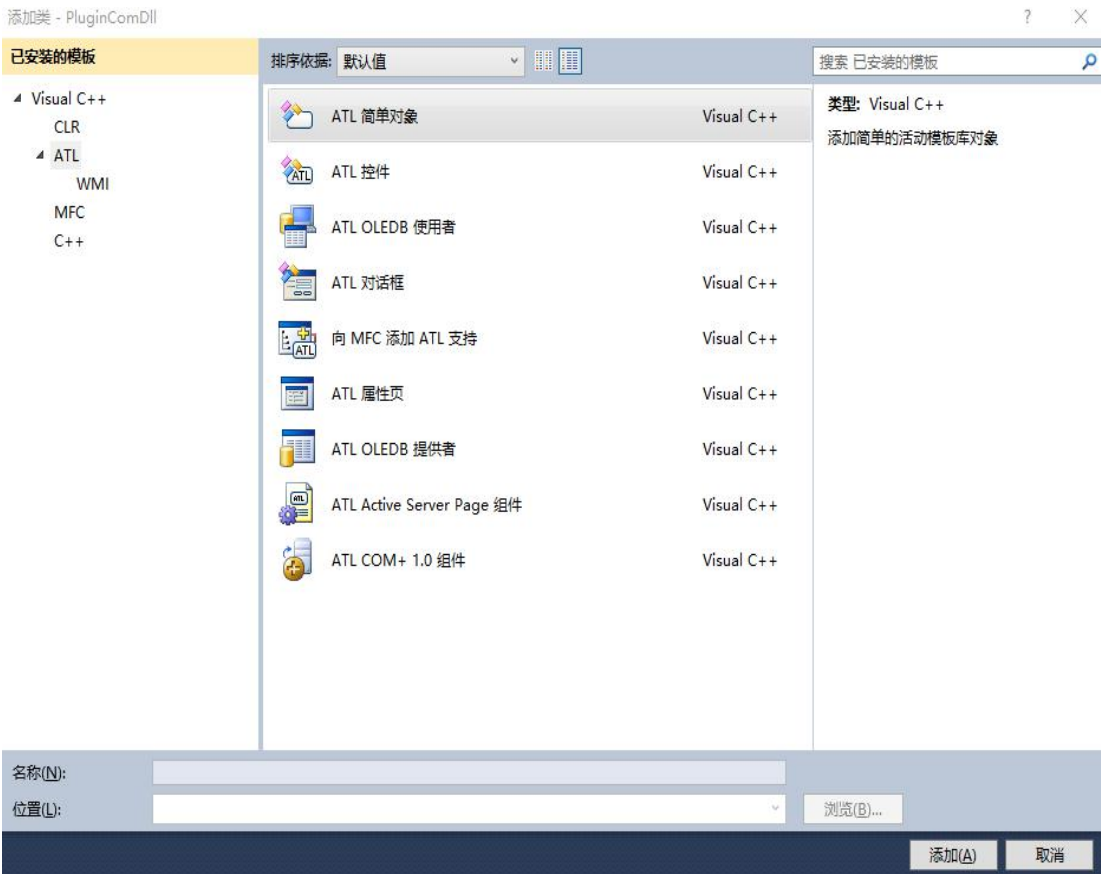 添加类 - PluginComDll
?
已安装的模板
排序依据: 默认值
搜索 已安装的模板
Visual C++
CLR
ATL
WMI
MFC
C++
ATL 简单对象 Visual C++
ATL 控件 Visual C++
ATL OLEDB 使用者 Visual C++
ATL 对话框 Visual C++
向 MFC 添加 ATL 支持 Visual C++
ATL 属性页 Visual C++
ATL OLEDB 提供者 Visual C++
ATL Active Server Page 组件 Visual C++
ATL COM+ 1.0 组件 Visual C++
类型: Visual C++
添加简单的活动模板库对象
名称(N):
位置(L):
浏览(B)...
添加(A)
取消